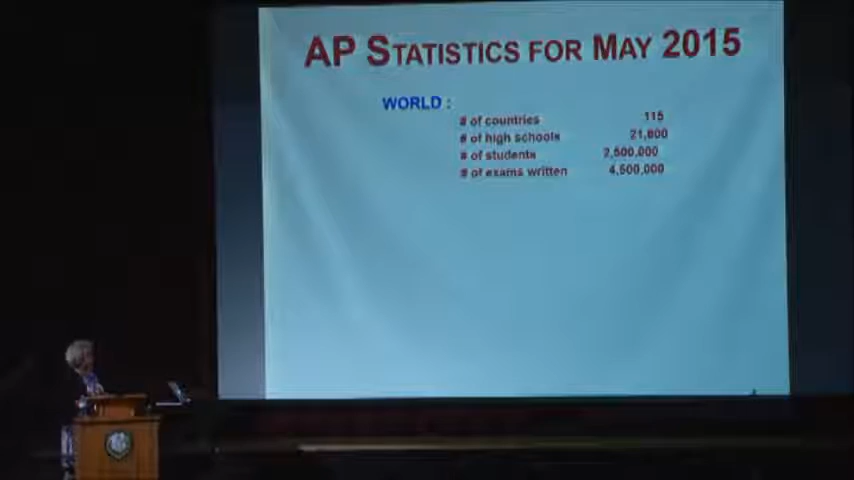 AP STATISTICS FOR MAY 2015
WORLD :
# of countries 115
# of high schools 21,800
# of students 2,500,000
# of exams written 4,500,000